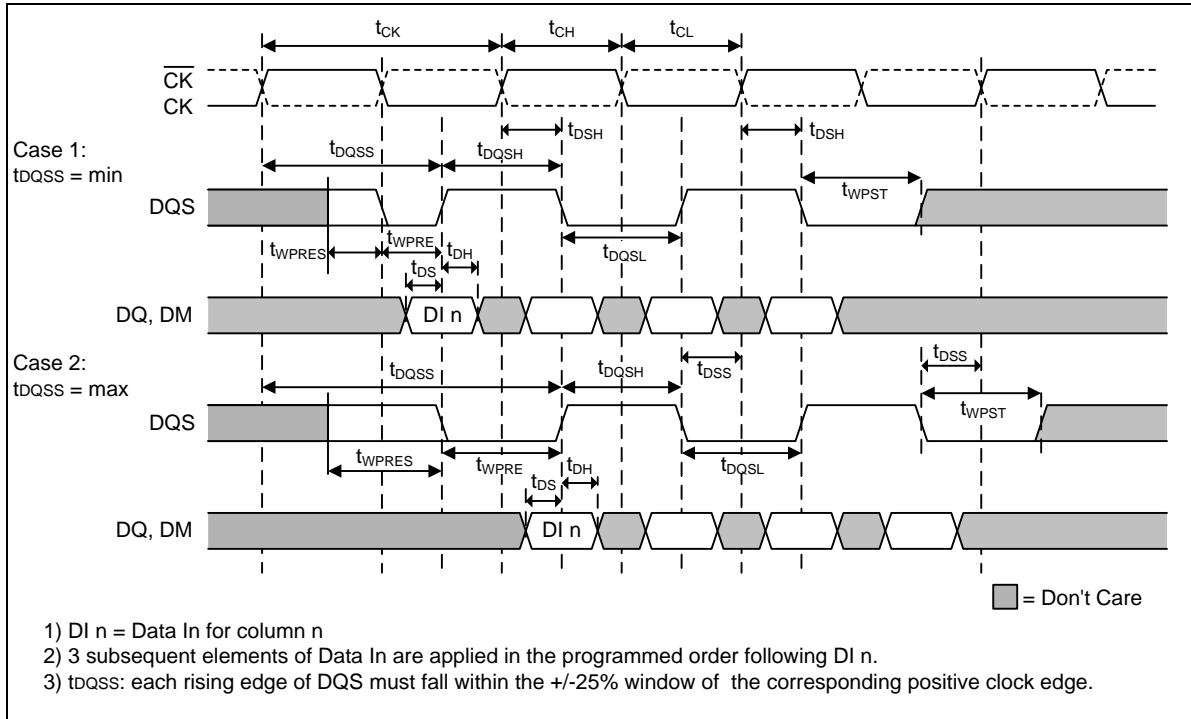 tCK tCH tCL
CK
CK
tDSH tDSH
Case 1:
tDQSS = min
tDQSS tDQSH
tWPST
DQS
tWPRES tWPRE tDH tDQSL
tDS
DQ, DM DI n
Case 2:
tDQSS = max
tDQSS tDQSH tDSS tDSS
tWPST
DQS
tWPRES tWPRE tDQSL
tDS tDH
DQ, DM DI n
= Don't Care
1) DI n = Data In for column n
2) 3 subsequent elements of Data In are applied in the programmed order following DI n.
3) tDQSS: each rising edge of DQS must fall within the +/-25% window of the corresponding positive clock edge.